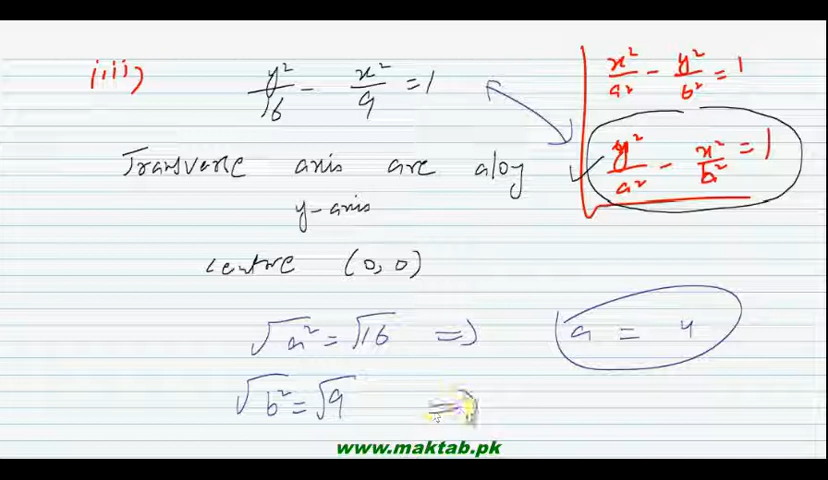 iii) y²/16 - x²/9 = 1
x²/a² - y²/b² = 1
y²/a² - x²/b² = 1
Transverse axis are along
y-axis
centre (0,0)
√a² = √16 => a = 4
√b² = √9 =>
www.maktab.pk